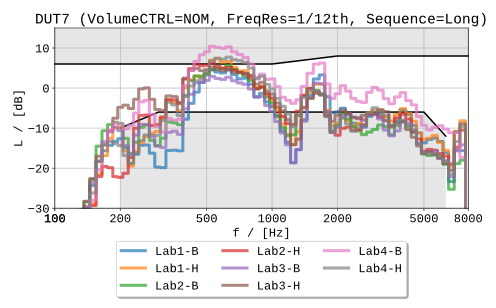 DUT7 (VolumeCTRL=NOM, FreqRes=1/12th, Sequence=Long)
L / [dB]
10
0
−10
−20
−30
100 200 500 1000 2000 5000 8000
f / [Hz]
Lab1-B Lab2-H Lab4-B
Lab1-H Lab3-B Lab4-H
Lab2-B Lab3-H